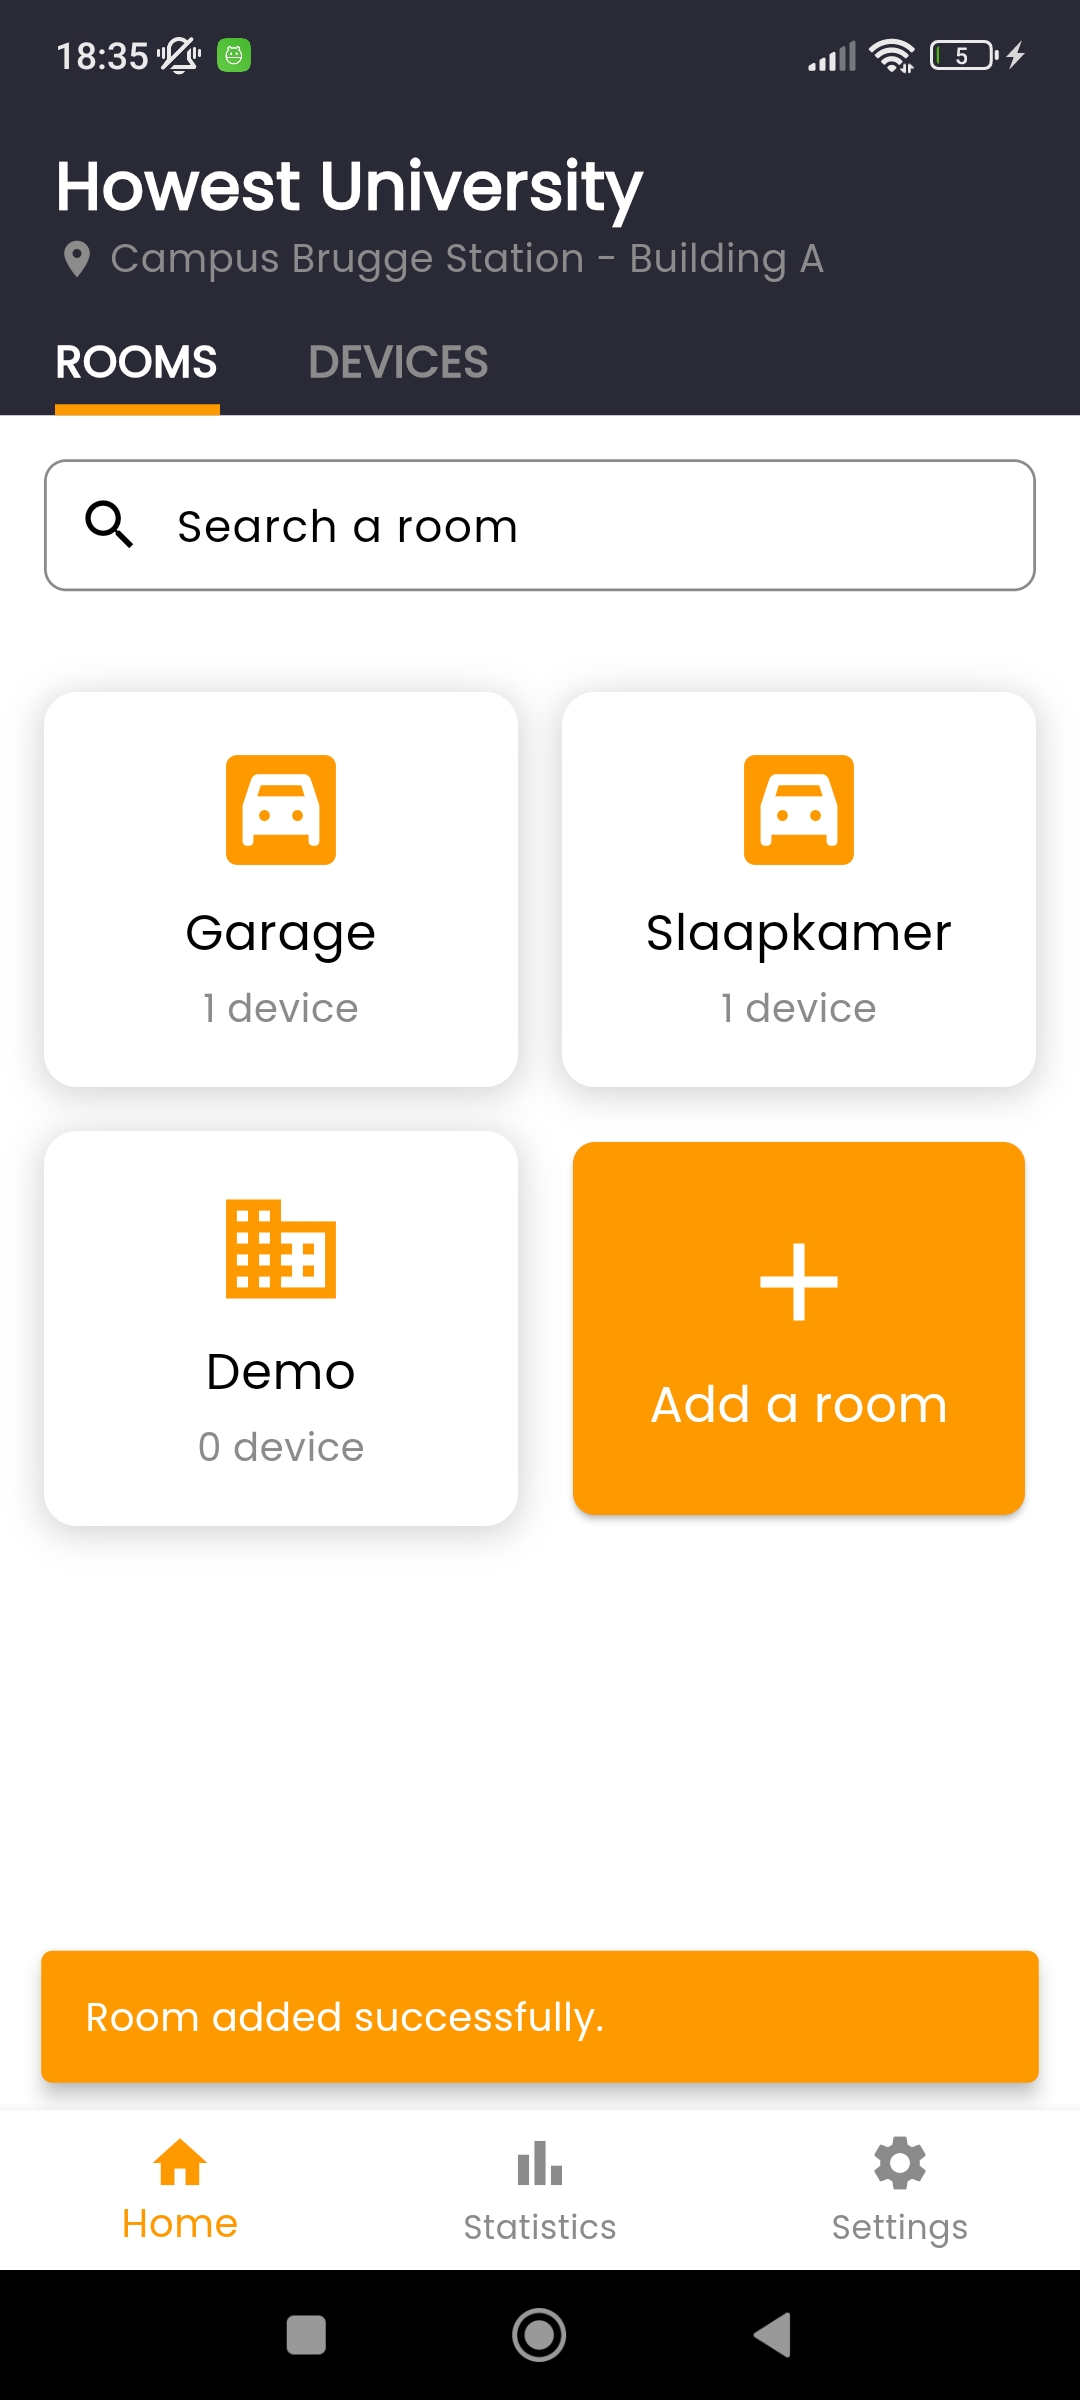 18:35
5
Howest University
Campus Brugge Station - Building A
ROOMS DEVICES
Search a room
Garage
1 device
Slaapkamer
1 device
Demo
0 device
Add a room
Room added successfully.
Home
Statistics
Settings